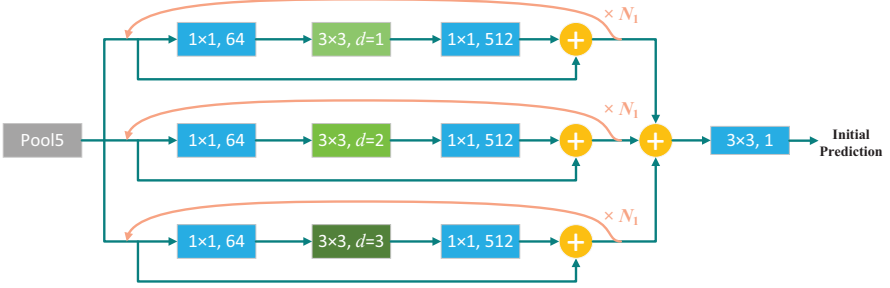 × N₁
1×1, 64
3×3, d=1
1×1, 512
+
× N₁
Pool5
1×1, 64
3×3, d=2
1×1, 512
+
+
3×3, 1
Initial
Prediction
× N₁
1×1, 64
3×3, d=3
1×1, 512
+